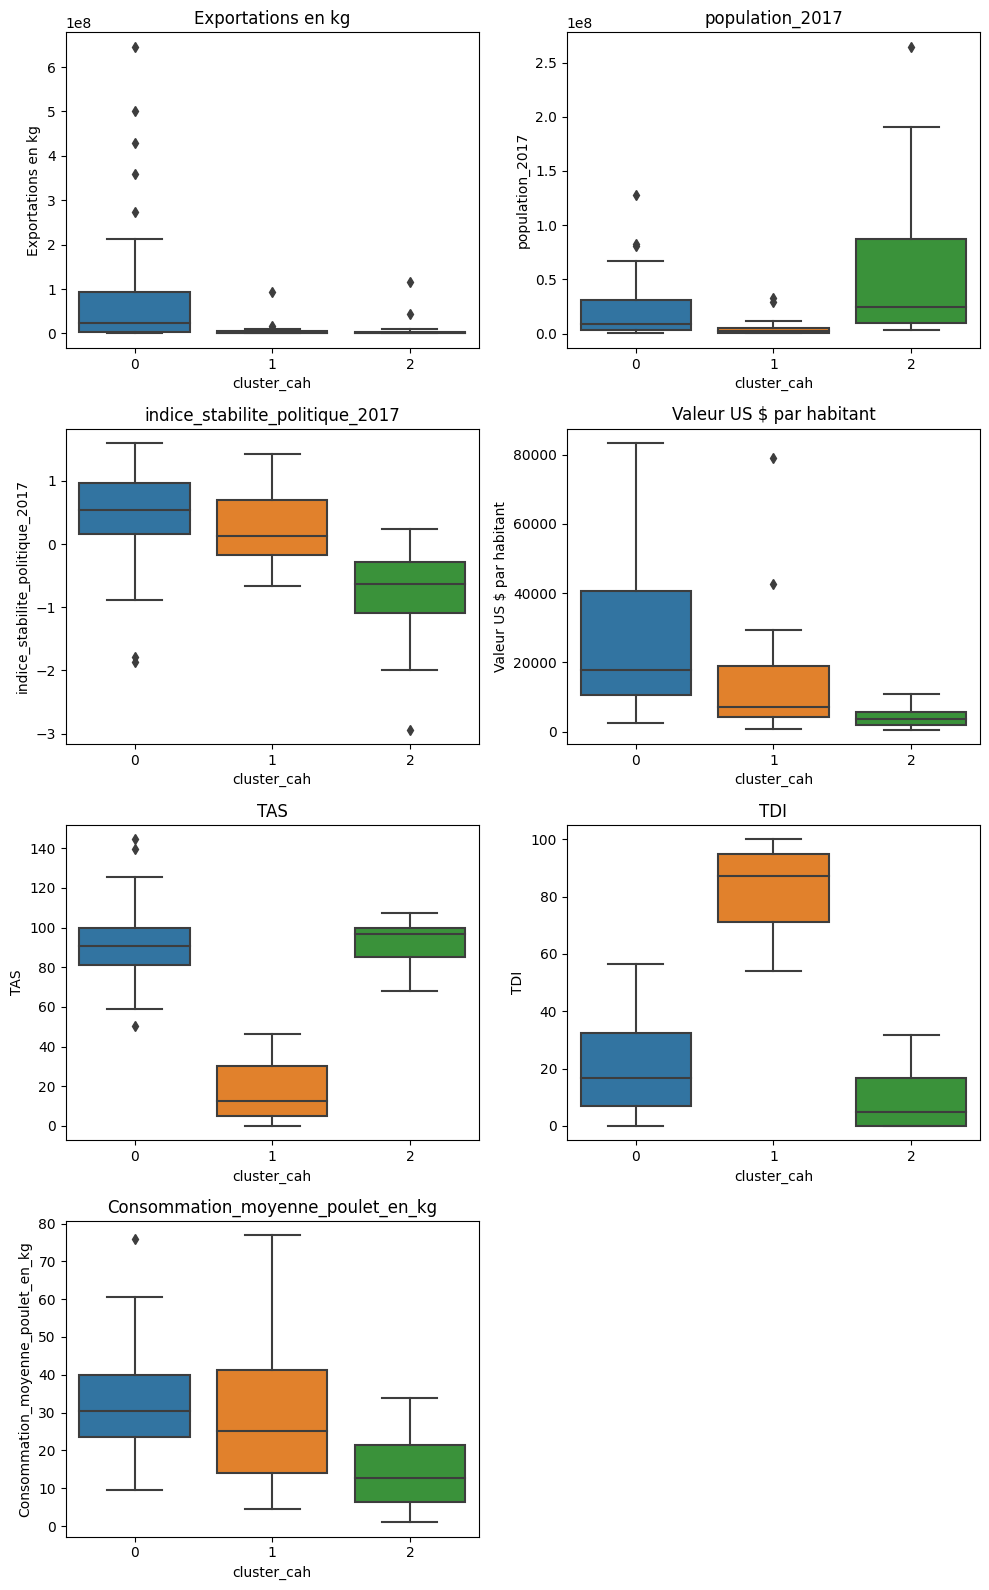 Exportations en kg
1e8
6
5
4
3
2
1
0
Exportations en kg
0 1 2
cluster_cah
population_2017
1e8
2.5
2.0
1.5
1.0
0.5
0.0
population_2017
0 1 2
cluster_cah
indice_stabilite_politique_2017
1
0
−1
−2
−3
indice_stabilite_politique_2017
0 1 2
cluster_cah
Valeur US $ par habitant
80000
60000
40000
20000
0
Valeur US $ par habitant
0 1 2
cluster_cah
TAS
140
120
100
80
60
40
20
0
TAS
0 1 2
cluster_cah
TDI
100
80
60
40
20
0
TDI
0 1 2
cluster_cah
Consommation_moyenne_poulet_en_kg
80
70
60
50
40
30
20
10
0
Consommation_moyenne_poulet_en_kg
0 1 2
cluster_cah